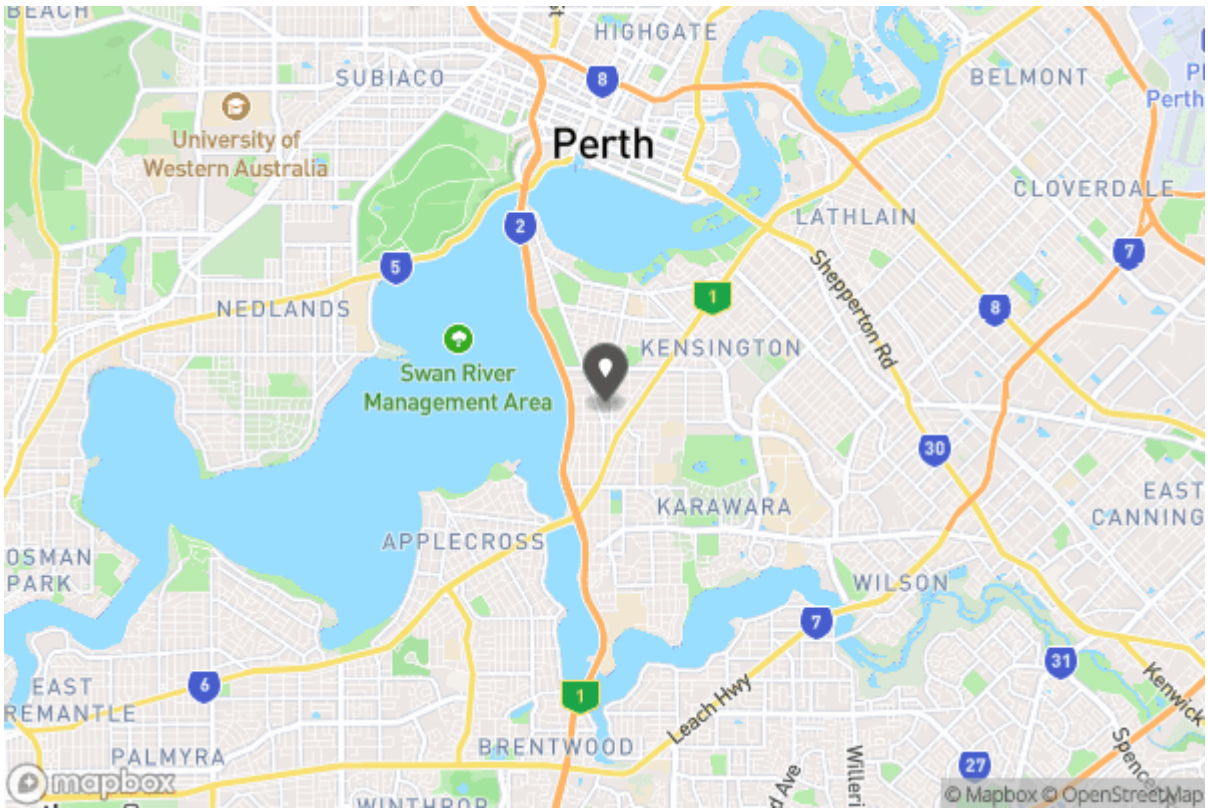 BEACH
HIGHGATE
SUBIACO
8
BELMONT
University of
Western Australia
Perth
Perth
CLOVERDALE
LATHLAIN
2
7
5
1
8
NEDLANDS
Shepperton Rd
KENSINGTON
Swan River
Management Area
30
KARAWARA
EAST
CANNING
APPLECROSS
OSMAN
PARK
WILSON
7
31
6
EAST
REMANTLE
1
Leach Hwy
Kenwick
BRENTWOOD
PALMYRA
Willeri
Spence
27
d Ave
mapbox
WINTHROP
© Mapbox © OpenStreetMap